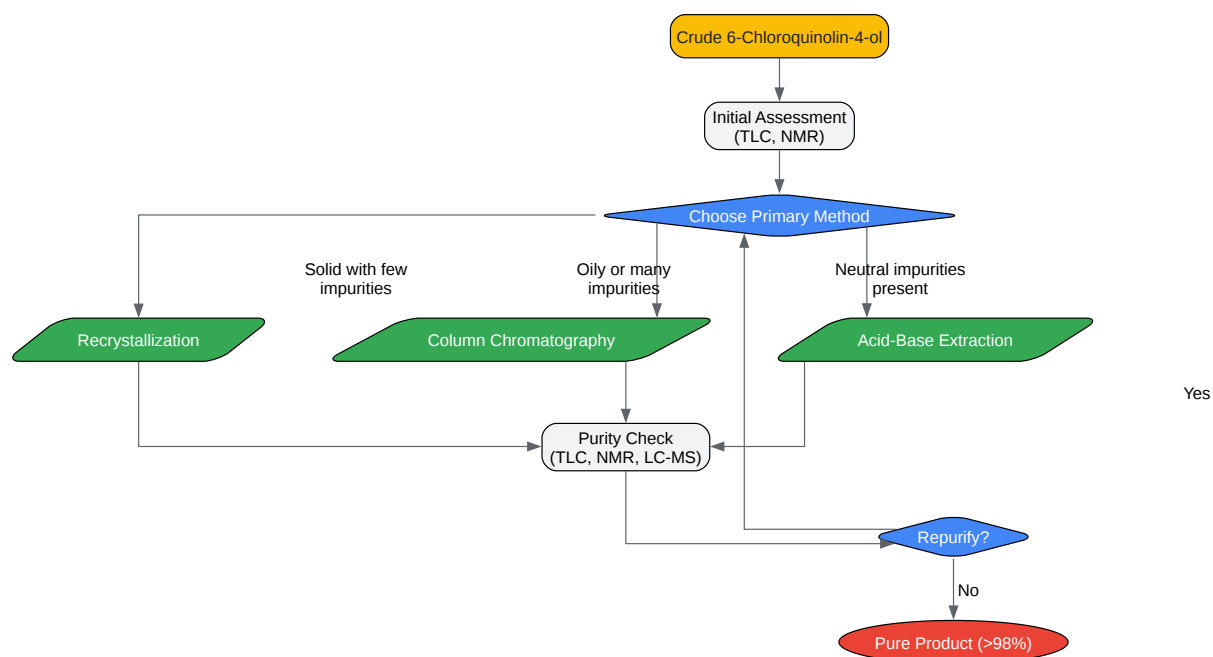 Crude 6-Chloroquinolin-4-ol
Initial Assessment
(TLC, NMR)
Choose Primary Method
Solid with few
impurities
Oily or many
impurities
Neutral impurities
present
Recrystallization
Column Chromatography
Acid-Base Extraction
Yes
Purity Check
(TLC, NMR, LC-MS)
Repurify?
No
Pure Product (>98%)